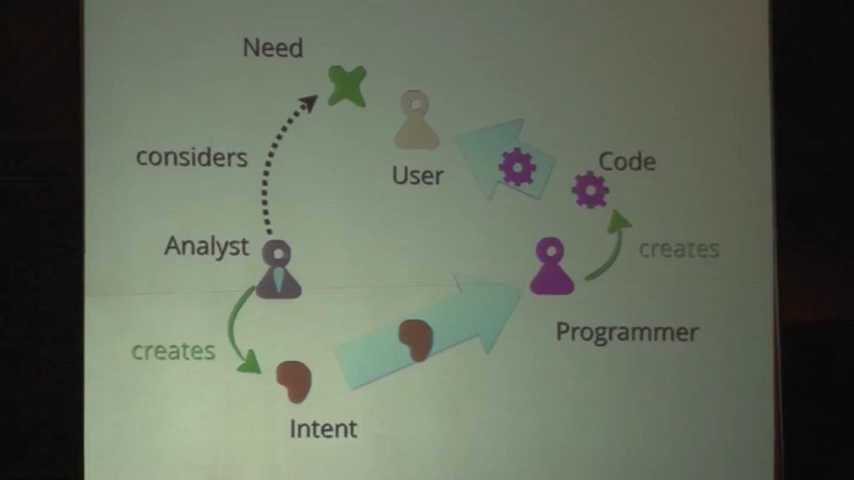 Need
considers
User
Code
Analyst
creates
Programmer
creates
Intent